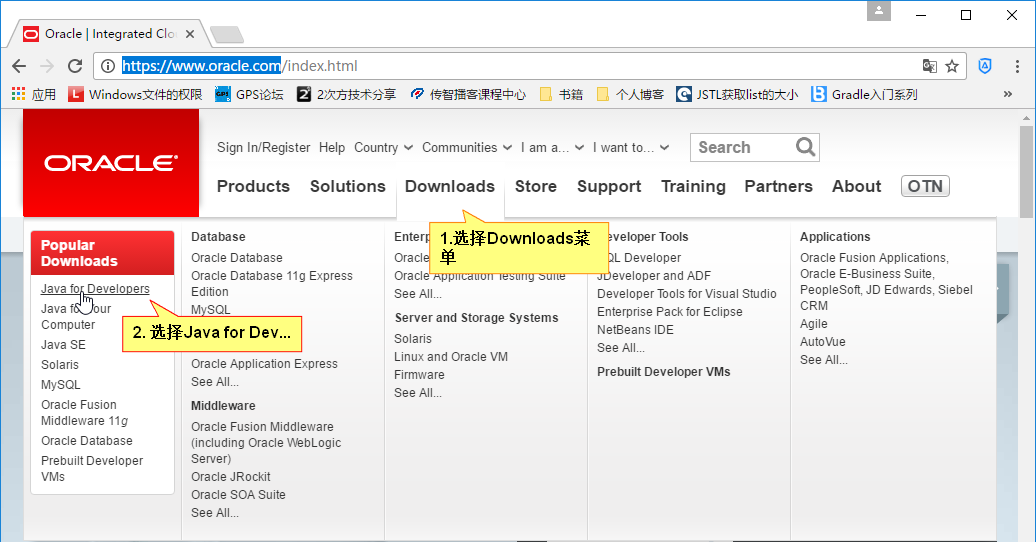 Oracle | Integrated Clo
https://www.oracle.com/index.html
应用
Windows文件的权限
GPS论坛
2次方技术分享
传智播客课程中心
书籍
个人博客
JSTL获取list的大小
Gradle入门系列
»
ORACLE
Sign In/Register
Help
Country
Communities
I am a...
I want to...
Search
Products
Solutions
Downloads
Store
Support
Training
Partners
About
OTN
1.选择Downloads菜
单
Popular
Downloads
Java for Developers
Java for Your
Computer
Java SE
Solaris
MySQL
Oracle Fusion
Middleware 11g
Oracle Database
Prebuilt Developer
VMs
2. 选择Java for Dev...
Database
Oracle Database
Oracle Database 11g Express
Edition
MySQL
Oracle Application Express
See All...
Middleware
Oracle Fusion Middleware
(including Oracle WebLogic
Server)
Oracle JRockit
Oracle SOA Suite
See All...
Oracle Application Testing Suite
See All...
Server and Storage Systems
Solaris
Linux and Oracle VM
Firmware
See All...
eveloper Tools
QL Developer
JDeveloper and ADF
Developer Tools for Visual Studio
Enterprise Pack for Eclipse
NetBeans IDE
See All...
Prebuilt Developer VMs
Applications
Oracle Fusion Applications,
Oracle E-Business Suite,
PeopleSoft, JD Edwards, Siebel
CRM
Agile
AutoVue
See All...